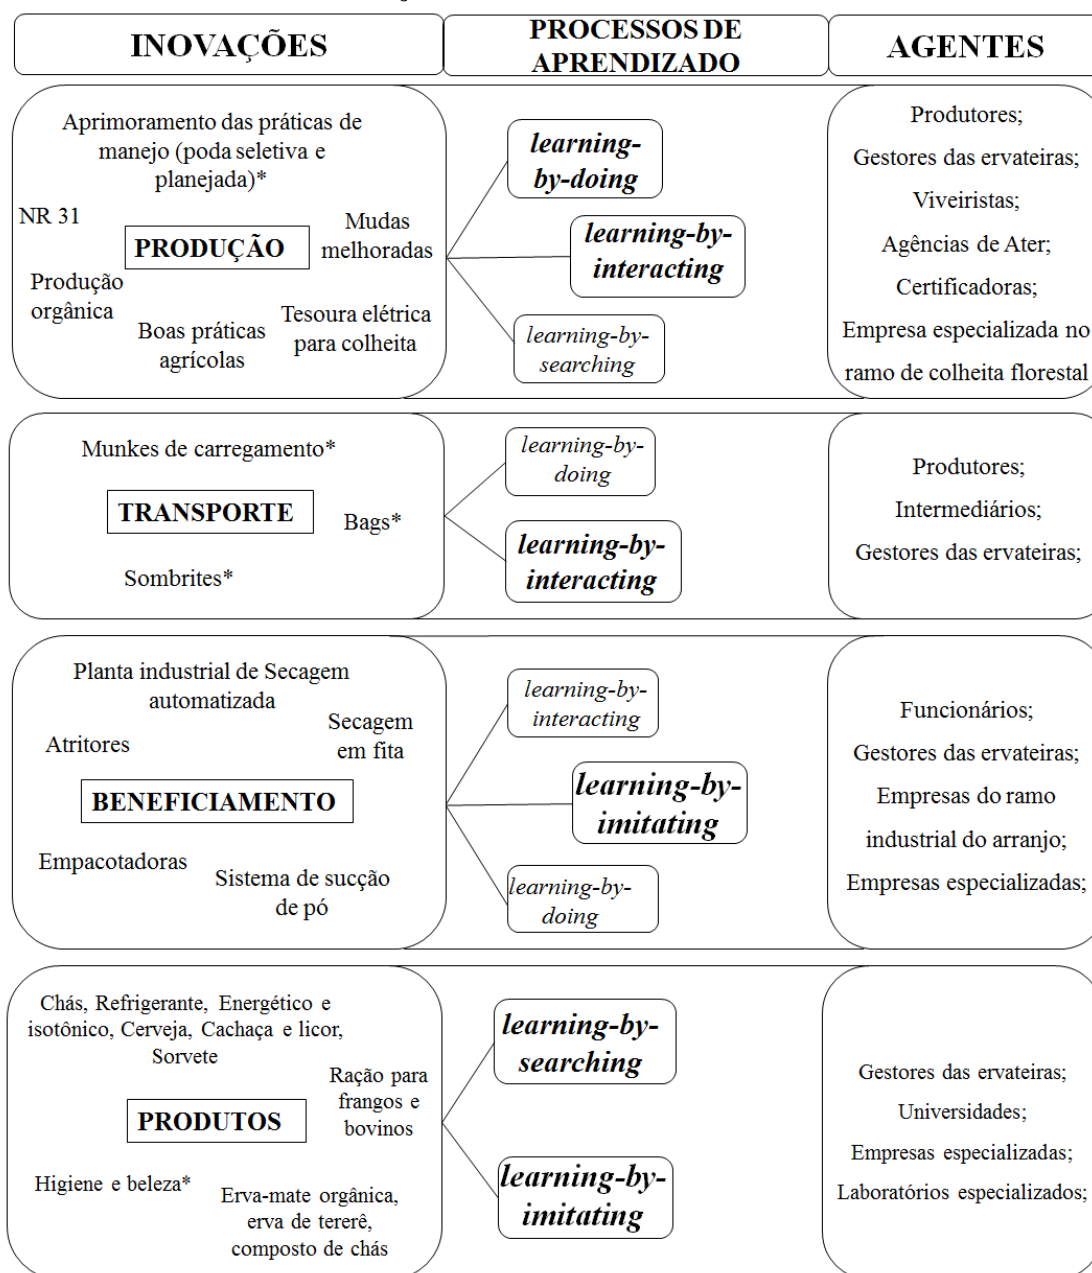 INOVAÇÕES
PROCESSOS DE
APRENDIZADO
AGENTES
Aprimoramento das práticas de
manejo (poda seletiva e
planejada)*
NR 31
PRODUÇÃO
Mudas
melhoradas
Produção
orgânica
Boas práticas
agrícolas
Tesoura elétrica
para colheita
learning-
by-doing
learning-by-
interacting
learning-by-
searching
Produtores;
Gestores das ervateiras;
Viveiristas;
Agências de Ater;
Certificadoras;
Empresa especializada no
ramo de colheita florestal
Munkes de carregamento*
TRANSPORTE
Bags*
Sombrites*
learning-by-
doing
learning-by-
interacting
Produtores;
Intermediários;
Gestores das ervateiras;
Planta industrial de Secagem
automatizada
Atritores
Secagem
em fita
BENEFICIAMENTO
Empacotadoras
Sistema de sucção
de pó
learning-by-
interacting
learning-by-
imitating
learning-by-
doing
Funcionários;
Gestores das ervateiras;
Empresas do ramo
industrial do arranjo;
Empresas especializadas;
Chás, Refrigerante, Energético e
isotônico, Cerveja, Cachaça e licor,
Sorvete
Ração para
frangos e
bovinos
PRODUTOS
Higiene e beleza*
Erva-mate orgânica,
erva de tererê,
composto de chás
learning-by-
searching
learning-by-
imitating
Gestores das ervateiras;
Universidades;
Empresas especializadas;
Laboratórios especializados;